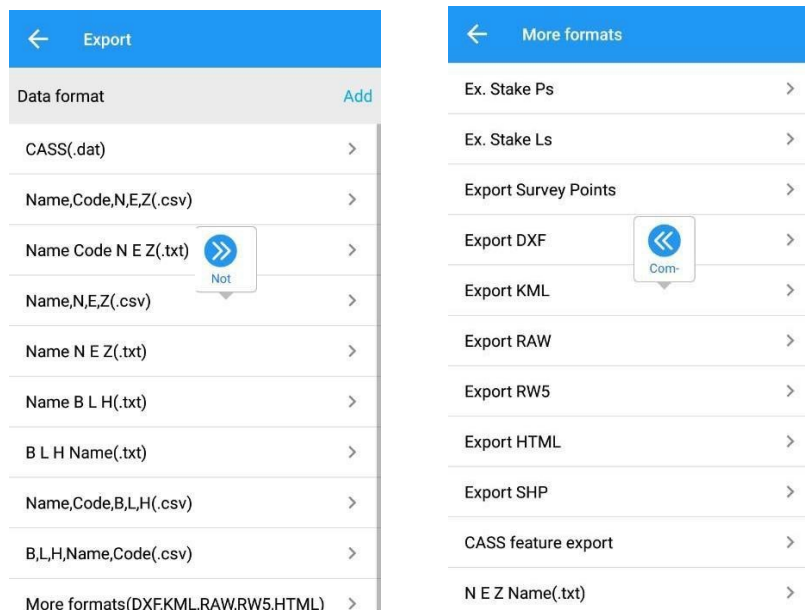 Export
Data format Add
CASS(.dat)
Name,Code,N,E,Z(.csv)
Name Code N E Z(.txt)
Not
Name,N,E,Z(.csv)
Name N E Z(.txt)
Name B L H(.txt)
B L H Name(.txt)
Name,Code,B,L,H(.csv)
B,L,H,Name,Code(.csv)
More formats(DXF,KML,RAW,RW5,HTML)
More formats
Ex. Stake Ps
Ex. Stake Ls
Export Survey Points
Export DXF
Com-
Export KML
Export RAW
Export RW5
Export HTML
Export SHP
CASS feature export
N E Z Name(.txt)